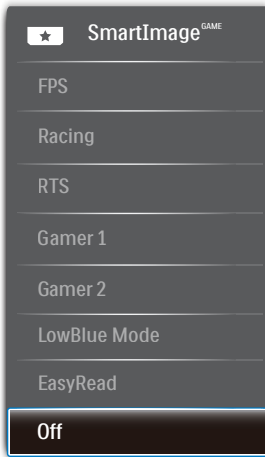 SmartImage GAME
FPS
Racing
RTS
Gamer 1
Gamer 2
LowBlue Mode
EasyRead
Off